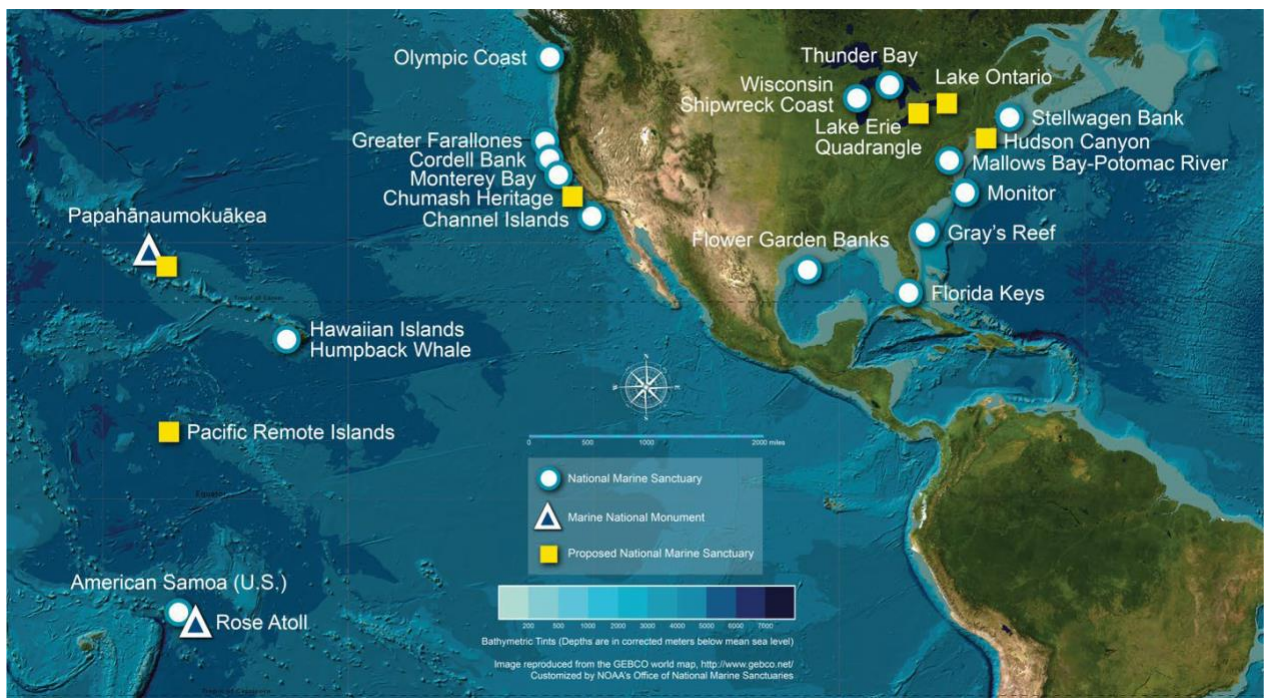 Olympic Coast
Greater Farallones
Cordell Bank
Monterey Bay
Chumash Heritage
Channel Islands
Papahānaumokuākea
Hawaiian Islands
Humpback Whale
Pacific Remote Islands
American Samoa (U.S.)
Rose Atoll
Thunder Bay
Wisconsin
Shipwreck Coast
Lake Ontario
Lake Erie
Quadrangle
Stellwagen Bank
Hudson Canyon
Mallows Bay-Potomac River
Monitor
Gray's Reef
Flower Garden Banks
Florida Keys
N
0 500 1000 2000 miles
National Marine Sanctuary
Marine National Monument
Proposed National Marine Sanctuary
200 500 1000 2000 3000 4000 5000 6000 7000
Bathymetric Tints (Depths are in corrected meters below mean sea level)
Image reproduced from the GEBCO world map, http://www.gebco.net/
Customized by NOAA's Office of National Marine Sanctuaries
Equator